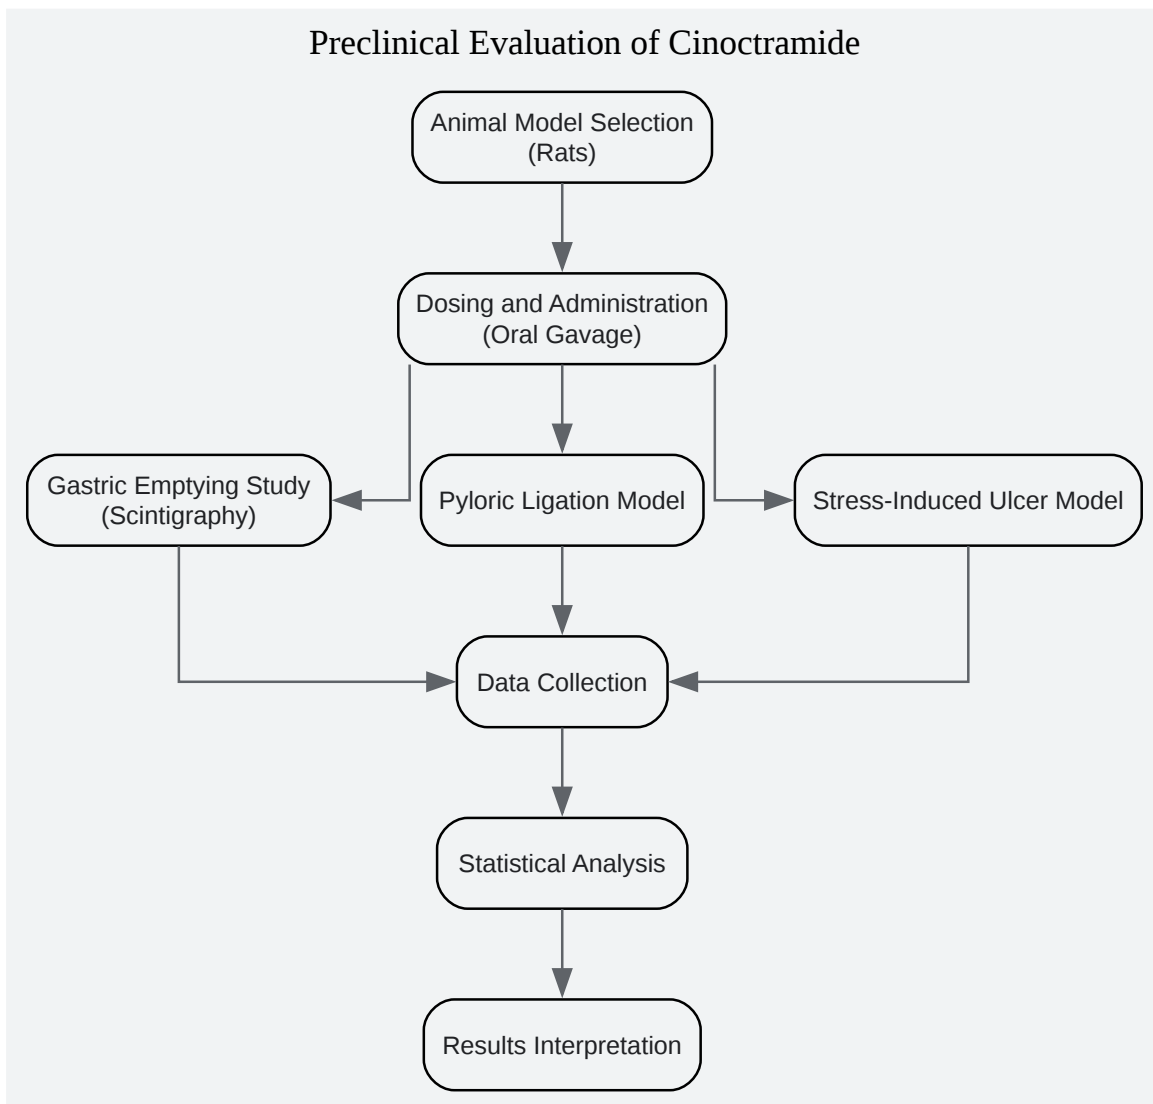 Preclinical Evaluation of Cinoctramide
Animal Model Selection
(Rats)
Dosing and Administration
(Oral Gavage)
Gastric Emptying Study
(Scintigraphy)
Pyloric Ligation Model
Stress-Induced Ulcer Model
Data Collection
Statistical Analysis
Results Interpretation